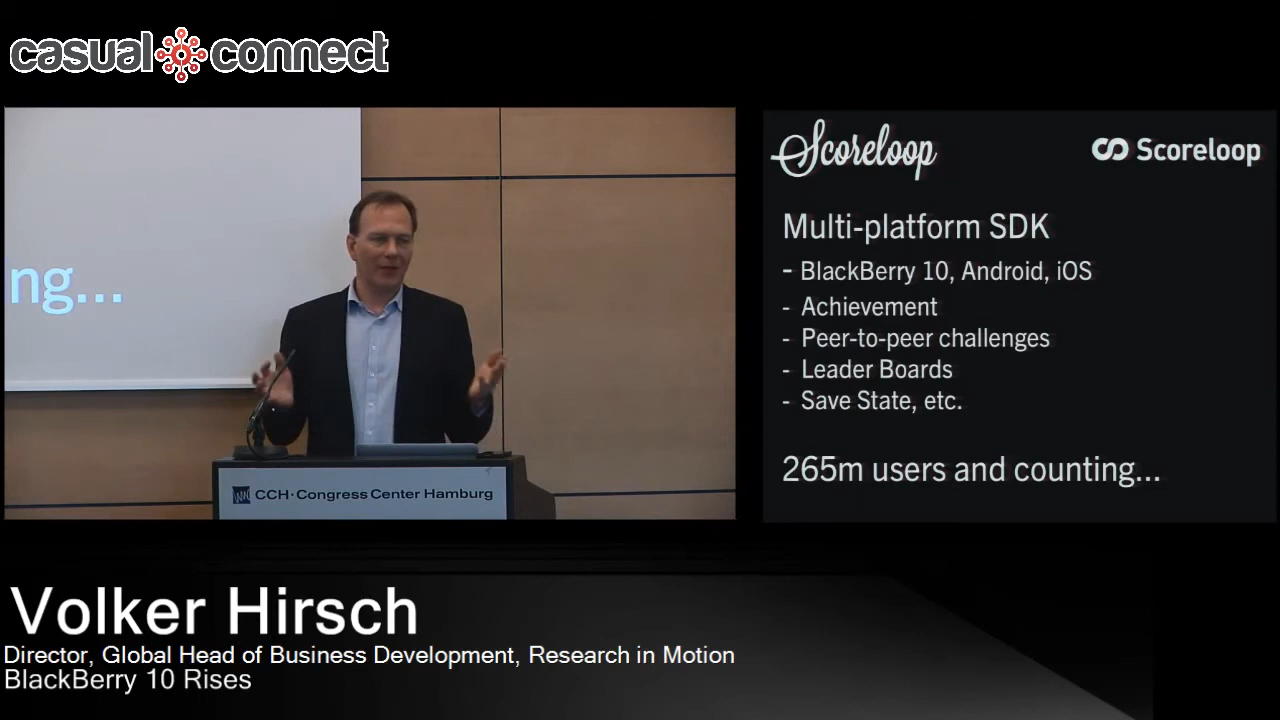 casual connect
ng...
CCH·Congress Center Hamburg
Scoreloop
Scoreloop
Multi-platform SDK
- BlackBerry 10, Android, iOS
- Achievement
- Peer-to-peer challenges
- Leader Boards
- Save State, etc.
265m users and counting...
Volker Hirsch
Director, Global Head of Business Development, Research in Motion
BlackBerry 10 Rises